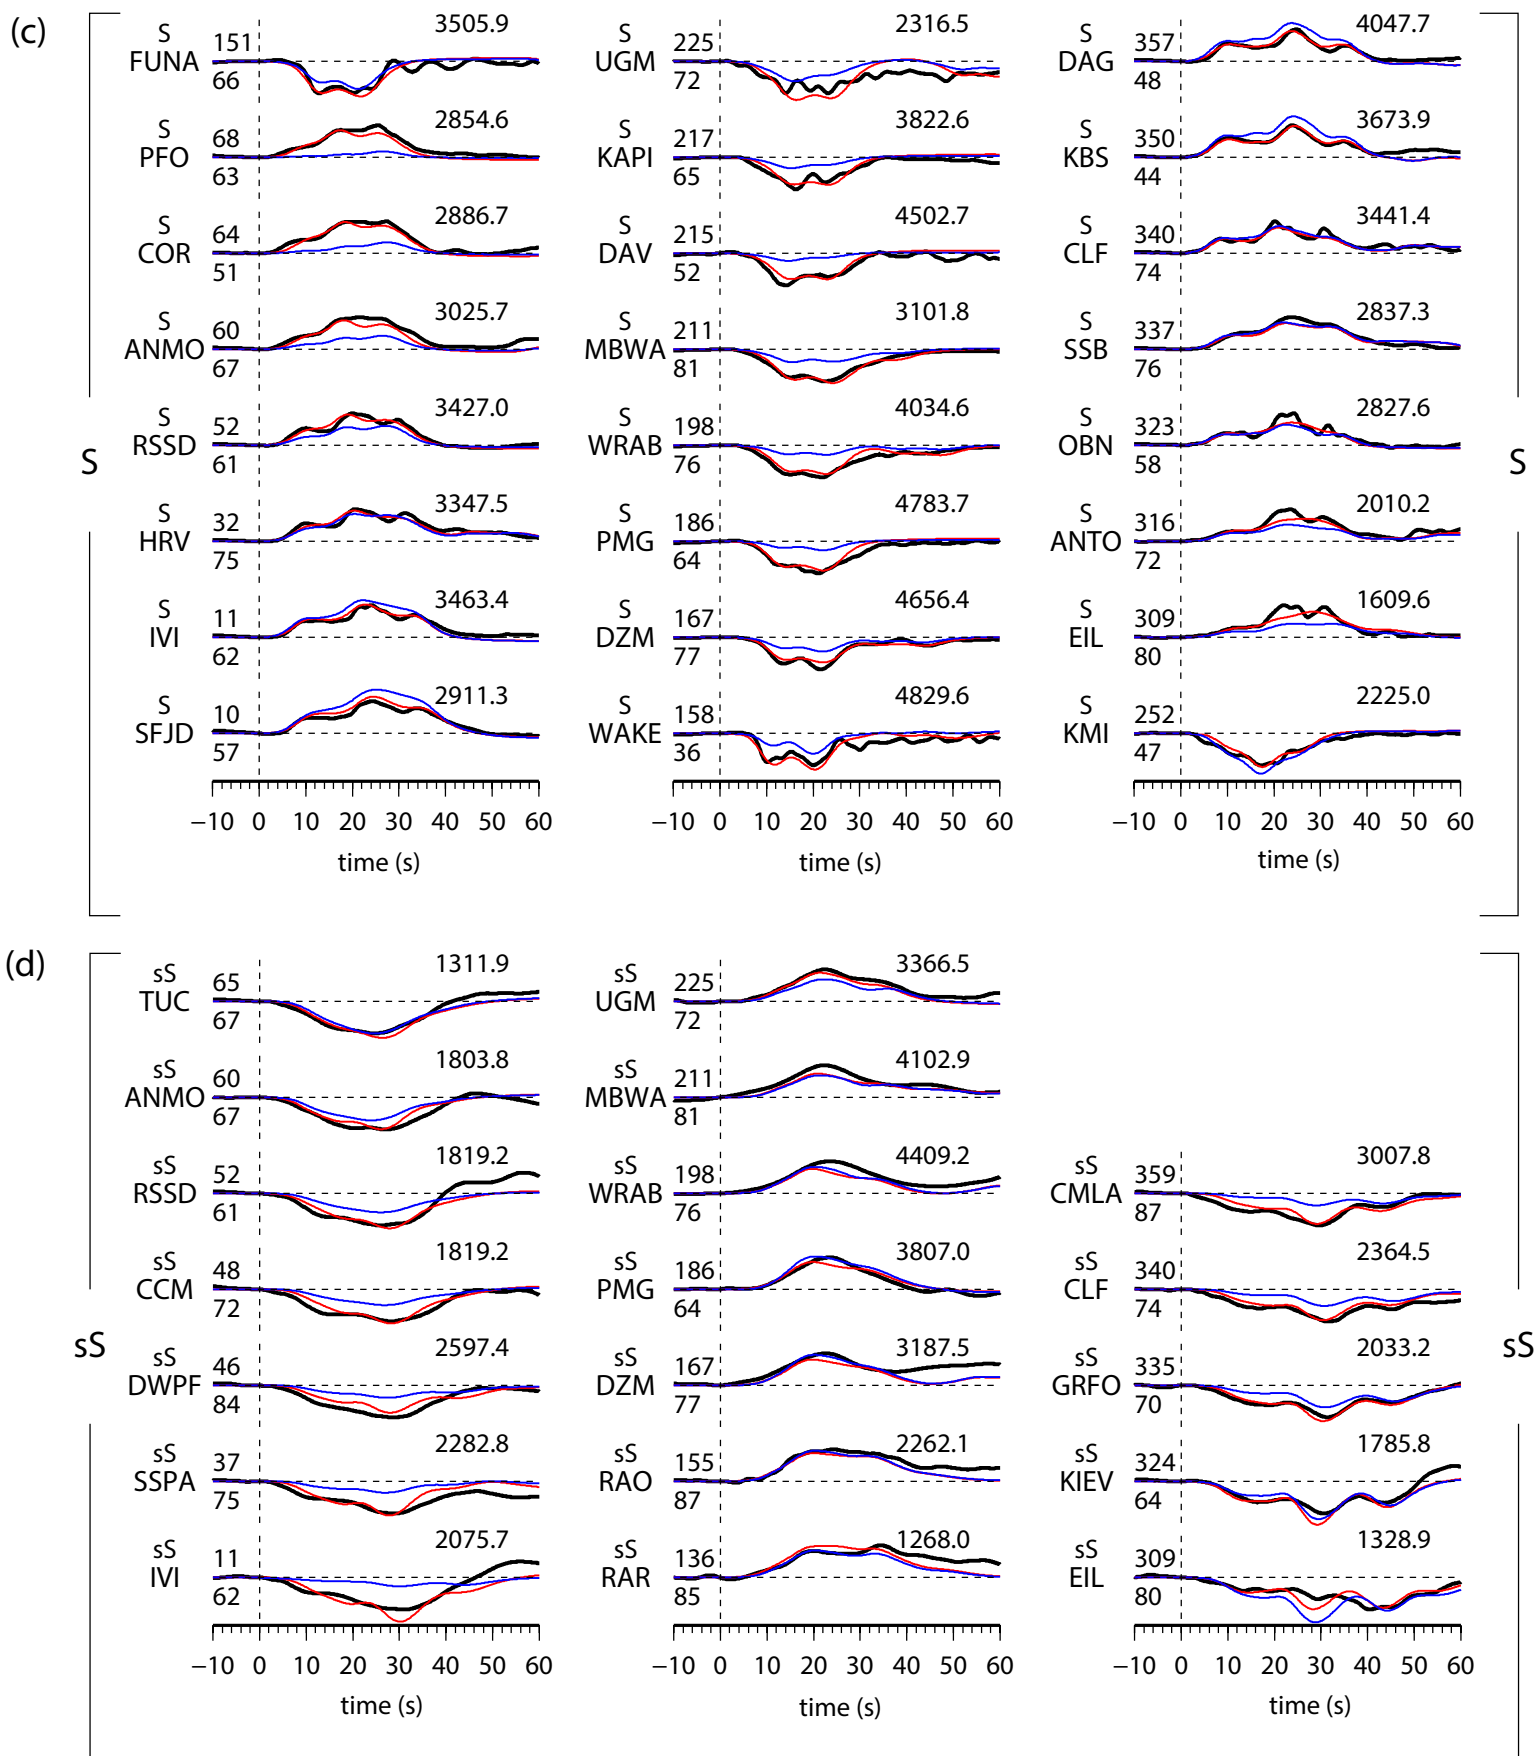 (c)
S
S
S FUNA 151 66 3505.9
S PFO 68 63 2854.6
S COR 64 51 2886.7
S ANMO 60 67 3025.7
S RSSD 52 61 3427.0
S HRV 32 75 3347.5
S IVI 11 62 3463.4
S SFJD 10 57 2911.3
−10 0 10 20 30 40 50 60
time (s)
S UGM 225 72 2316.5
S KAPI 217 65 3822.6
S DAV 215 52 4502.7
S MBWA 211 81 3101.8
S WRAB 198 76 4034.6
S PMG 186 64 4783.7
S DZM 167 77 4656.4
S WAKE 158 36 4829.6
−10 0 10 20 30 40 50 60
time (s)
S DAG 357 48 4047.7
S KBS 350 44 3673.9
S CLF 340 74 3441.4
S SSB 337 76 2837.3
S OBN 323 58 2827.6
S ANTO 316 72 2010.2
S EIL 309 80 1609.6
S KMI 252 47 2225.0
−10 0 10 20 30 40 50 60
time (s)
(d)
sS
sS
sS TUC 65 67 1311.9
sS ANMO 60 67 1803.8
sS RSSD 52 61 1819.2
sS CCM 48 72 1819.2
sS DWPF 46 84 2597.4
sS SSPA 37 75 2282.8
sS IVI 11 62 2075.7
−10 0 10 20 30 40 50 60
time (s)
sS UGM 225 72 3366.5
sS MBWA 211 81 4102.9
sS WRAB 198 76 4409.2
sS PMG 186 64 3807.0
sS DZM 167 77 3187.5
sS RAO 155 87 2262.1
sS RAR 136 85 1268.0
−10 0 10 20 30 40 50 60
time (s)
sS CMLA 359 87 3007.8
sS CLF 340 74 2364.5
sS GRFO 335 70 2033.2
sS KIEV 324 64 1785.8
sS EIL 309 80 1328.9
−10 0 10 20 30 40 50 60
time (s)